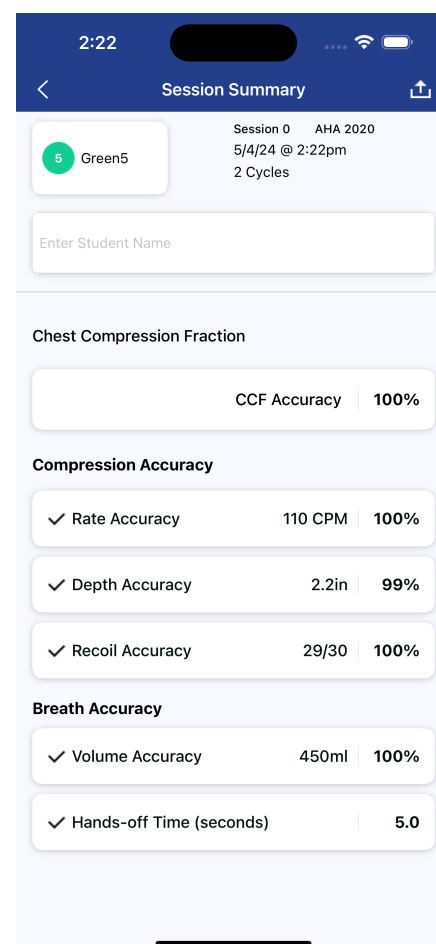 2:22
Session Summary
Session 0 AHA 2020
5 Green5
5/4/24 @ 2:22pm
2 Cycles
Enter Student Name
Chest Compression Fraction
CCF Accuracy 100%
Compression Accuracy
Rate Accuracy 110 CPM 100%
Depth Accuracy 2.2in 99%
Recoil Accuracy 29/30 100%
Breath Accuracy
Volume Accuracy 450ml 100%
Hands-off Time (seconds) 5.0